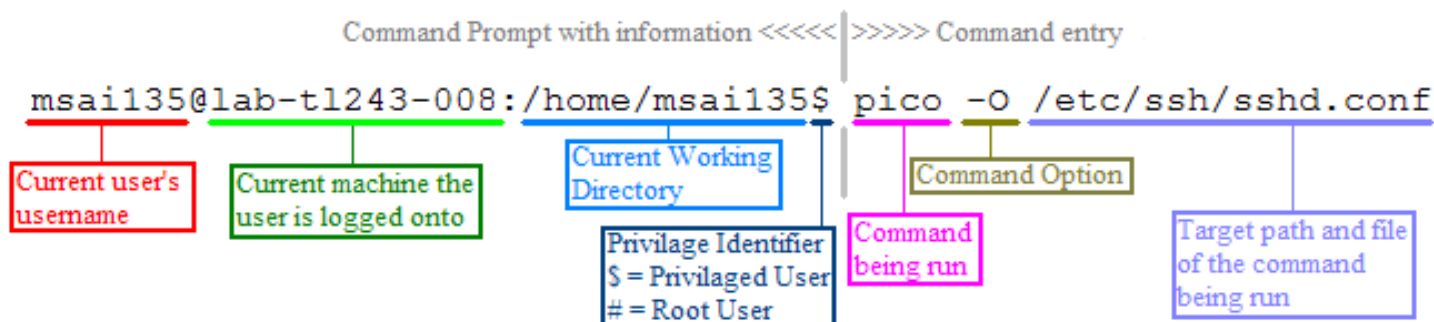 Command Prompt with information <<<<< >>>>> Command entry
msai135@lab-tl243-008:/home/msai135$ pico -O /etc/ssh/sshd.conf
Current user's
username
Current machine the
user is logged onto
Current Working
Directory
Privilage Identifier
$ = Privilaged User
# = Root User
Command
being run
Command Option
Target path and file
of the command
being run